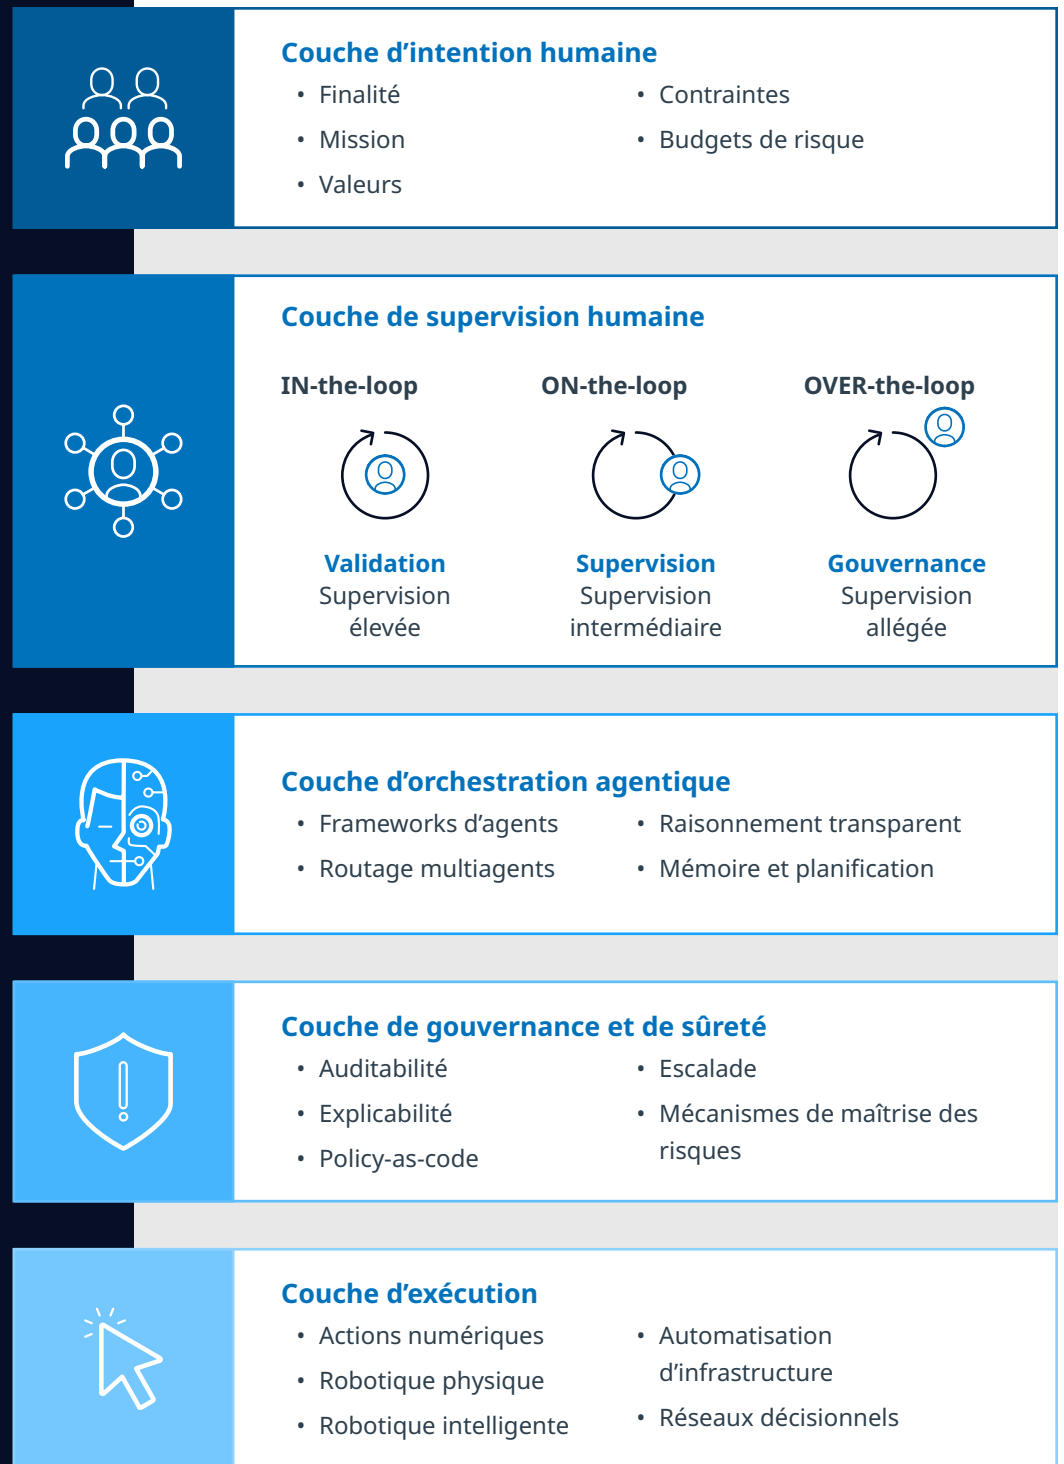 Couche d’intention humaine
• Finalité
• Mission
• Valeurs
• Contraintes
• Budgets de risque
Couche de supervision humaine
IN-the-loop
Validation
Supervision
élevée
ON-the-loop
Supervision
Supervision
intermédiaire
OVER-the-loop
Gouvernance
Supervision
allégée
Couche d’orchestration agentique
• Frameworks d’agents
• Routage multiagents
• Raisonnement transparent
• Mémoire et planification
Couche de gouvernance et de sûreté
• Auditabilité
• Explicabilité
• Policy-as-code
• Escalade
• Mécanismes de maîtrise des
risques
Couche d’exécution
• Actions numériques
• Robotique physique
• Robotique intelligente
• Automatisation
d’infrastructure
• Réseaux décisionnels